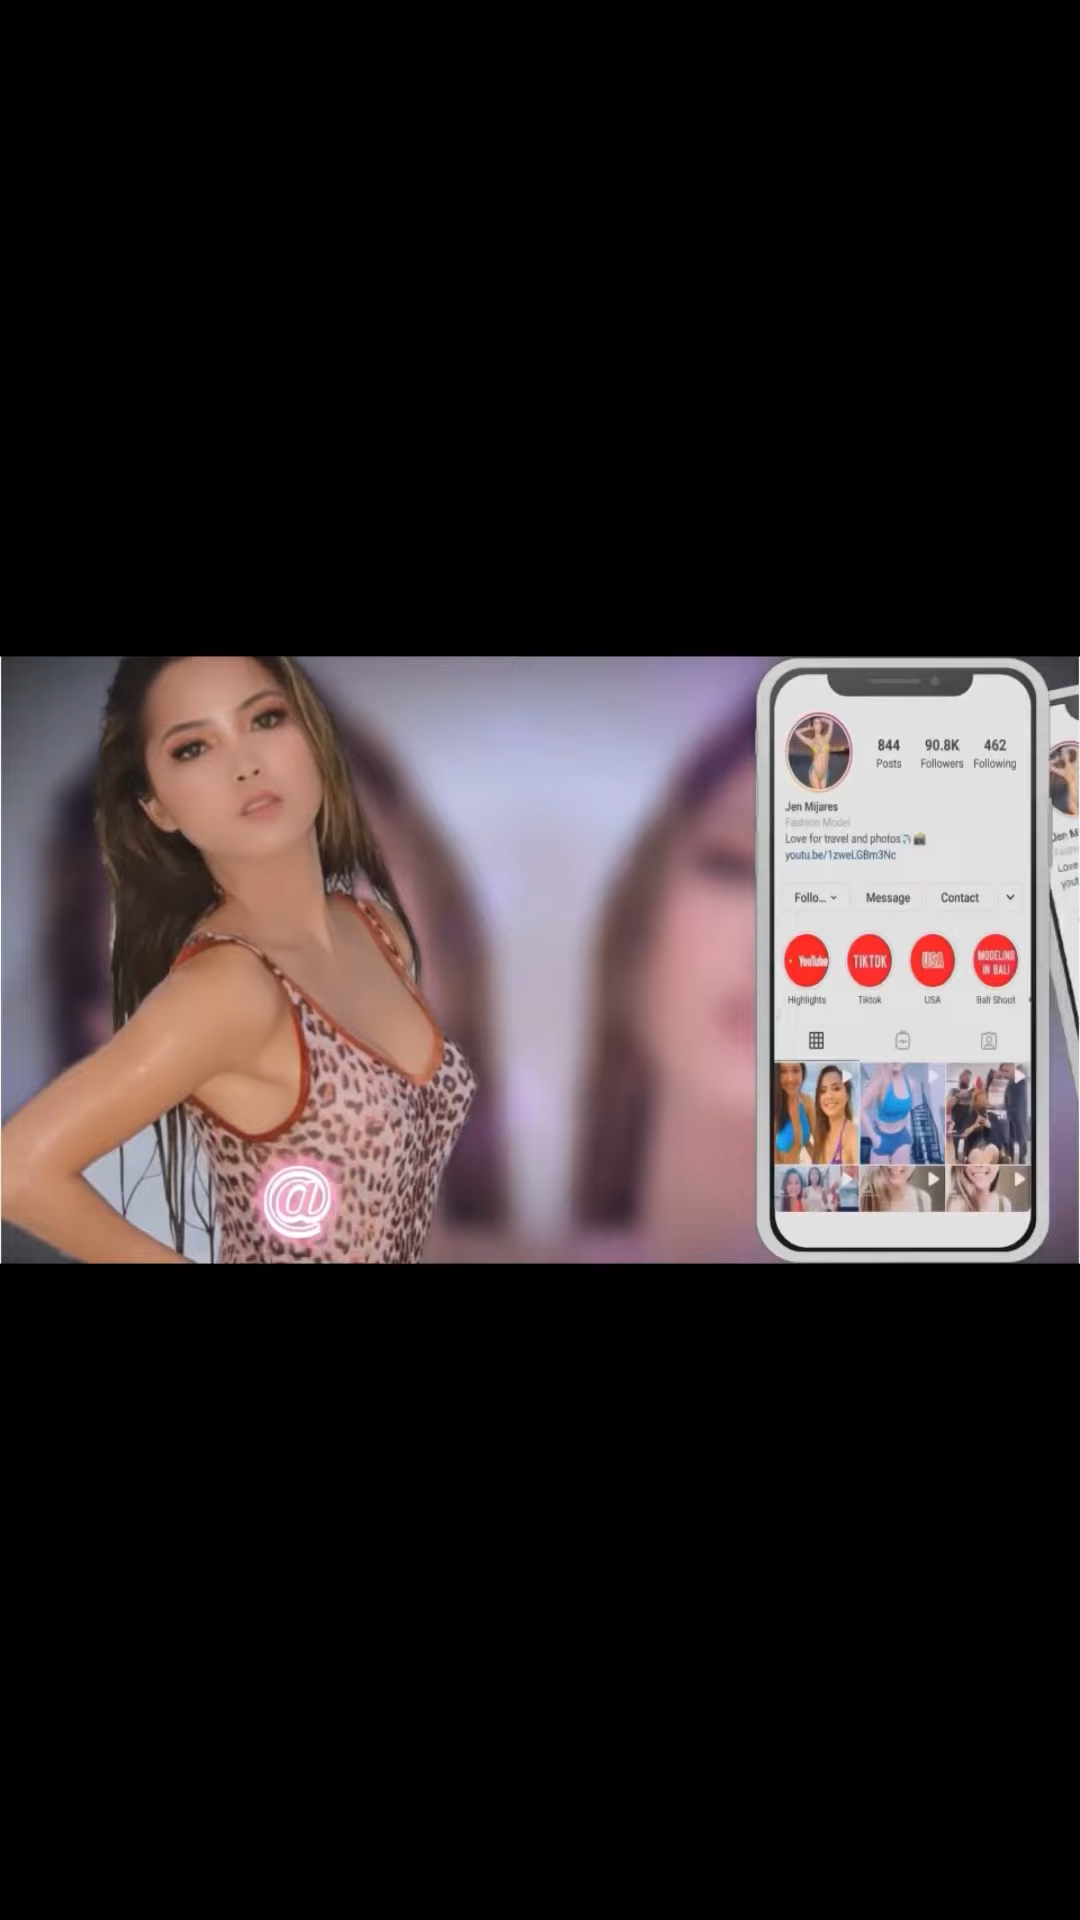 @
844 90.8K 462
Posts Followers Following
Jen Mijares
Fashion Model
Love for travel and photos
youtu.be/1zweLGBm3Nc
Follo... Message Contact
YouTube TIKTOK USA MODELING IN BALI
Highlights Tiktok USA Bali Shoot